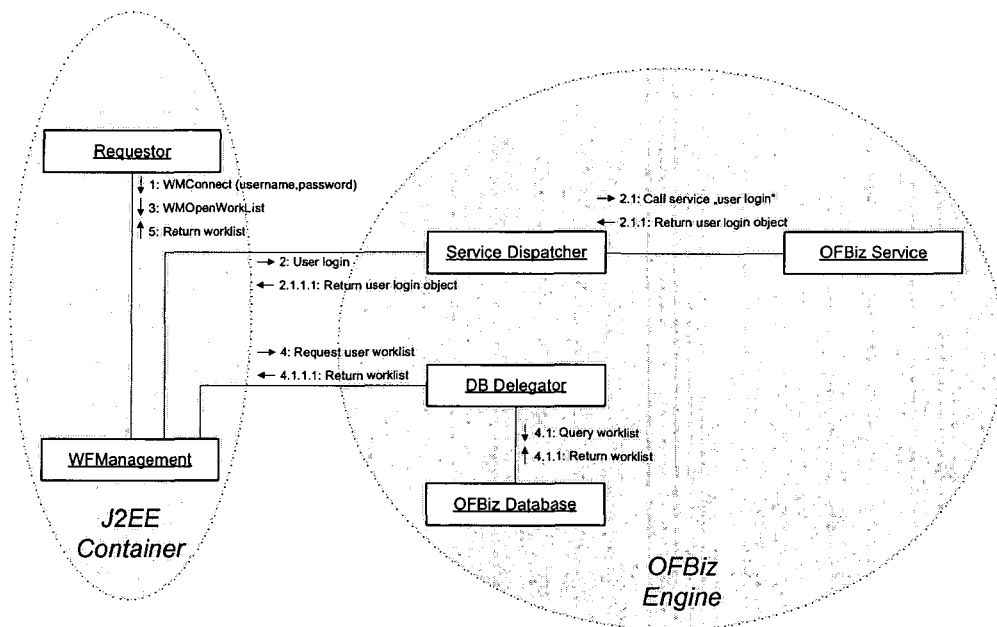 Requestor
1: WMConnect (username,password)
3: WMOpenWorkList
5: Return worklist
2.1: Call service „user login“
2.1.1: Return user login object
Service Dispatcher
OFBiz Service
2: User login
2.1.1.1: Return user login object
4: Request user worklist
4.1.1.1: Return worklist
DB Delegator
4.1: Query worklist
4.1.1: Return worklist
WFManagement
OFBiz Database
J2EE
Container
OFBiz
Engine